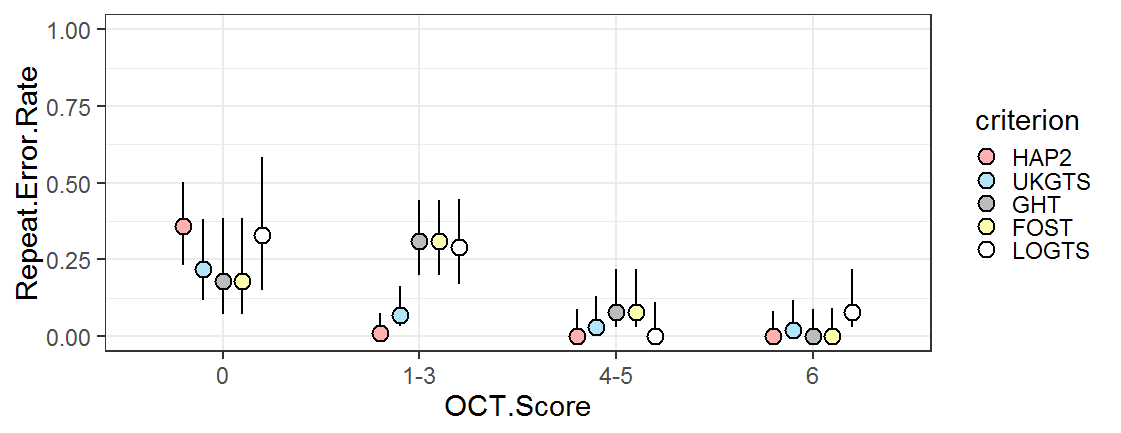 Repeat.Error.Rate
1.00
0.75
0.50
0.25
0.00
0
1-3
4-5
6
OCT.Score
criterion
HAP2
UKGTS
GHT
FOST
LOGTS